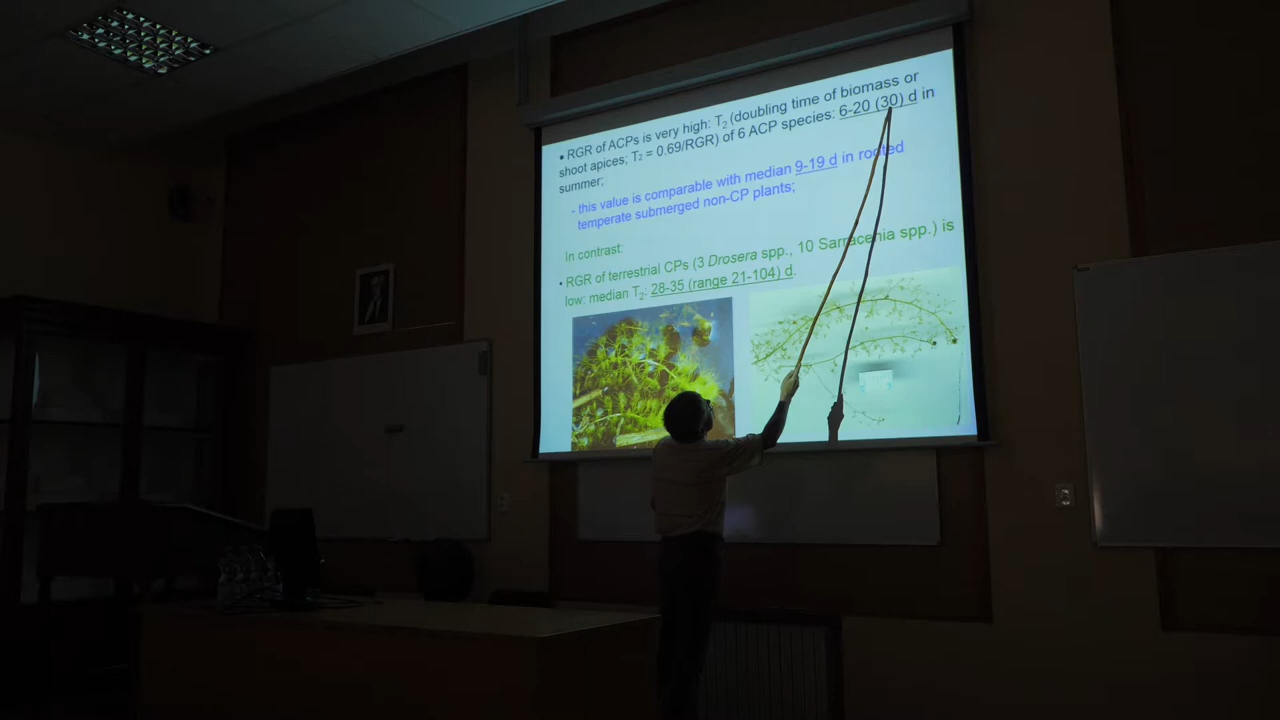 • RGR of ACPs is very high: T2 (doubling time of biomass or
shoot apices; T2 = 0.69/RGR) of 6 ACP species: 6-20 (30) d in
summer;
- this value is comparable with median 9-19 d in rooted
temperate submerged non-CP plants;
In contrast:
• RGR of terrestrial CPs (3 Drosera spp., 10 Sarracenia spp.) is
low: median T2: 28-35 (range 21-104) d.